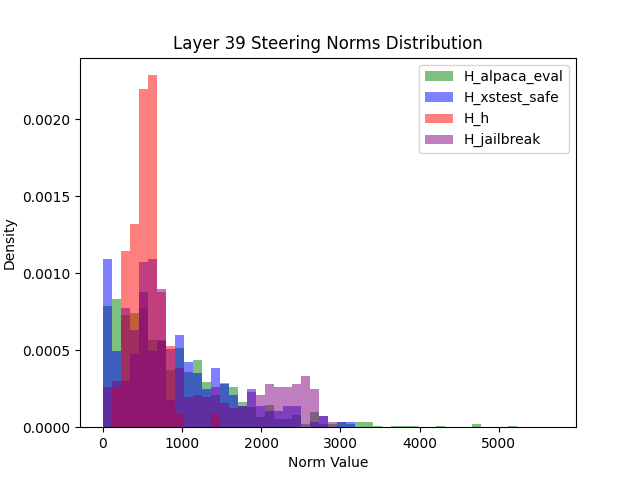 Layer 39 Steering Norms Distribution
H_alpaca_eval
H_xstest_safe
H_h
H_jailbreak
Density
0.0020
0.0015
0.0010
0.0005
0.0000
0 1000 2000 3000 4000 5000
Norm Value